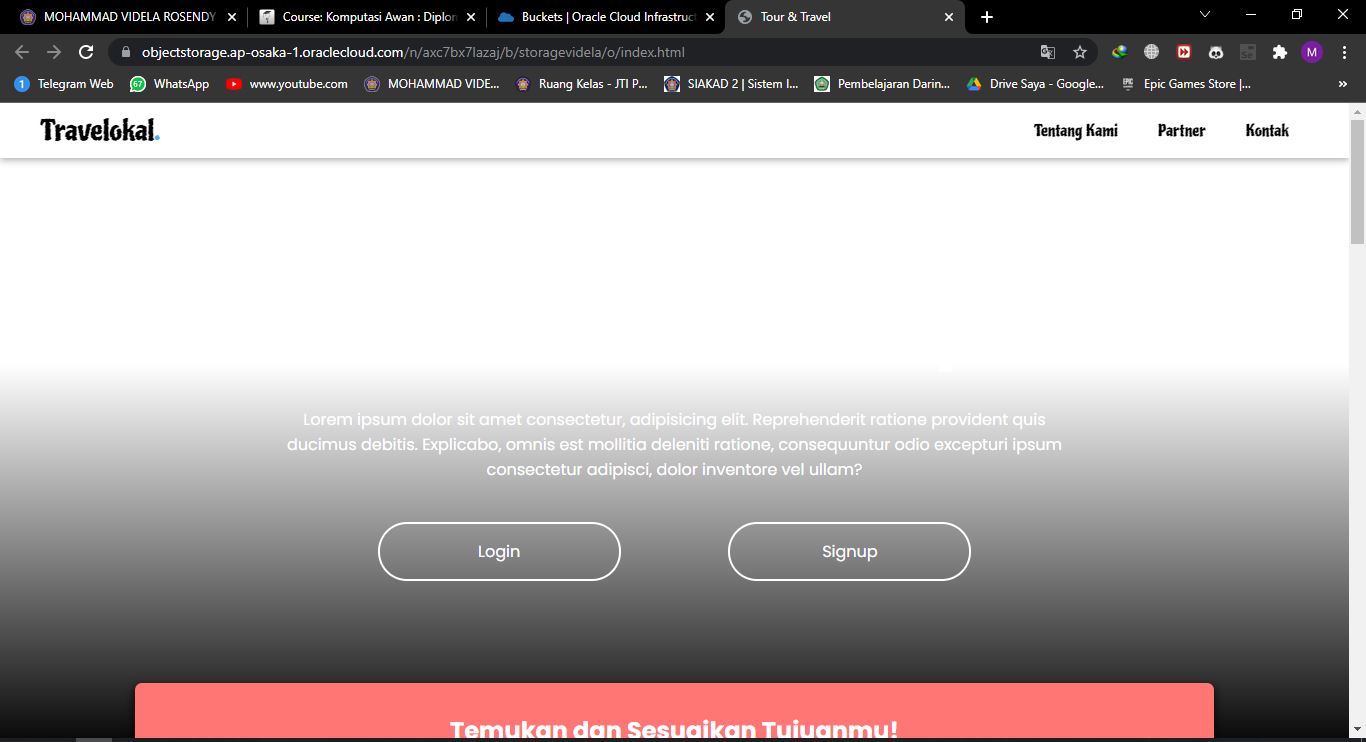 MOHAMMAD VIDELA ROSENDY
Course: Komputasi Awan : Diplom
Buckets | Oracle Cloud Infrastruct
Tour & Travel
objectstorage.ap-osaka-1.oraclecloud.com/n/axc7bx7lazaj/b/storagevidela/o/index.html
M
1 Telegram Web
67 WhatsApp
www.youtube.com
MOHAMMAD VIDE...
Ruang Kelas - JTI P...
SIAKAD 2 | Sistem I...
Pembelajaran Darin...
Drive Saya - Google...
EPIC Epic Games Store |...
»
Travelokal.
Tentang Kami
Partner
Kontak
Lorem ipsum dolor sit amet consectetur, adipisicing elit. Reprehenderit ratione provident quis
ducimus debitis. Explicabo, omnis est mollitia deleniti ratione, consequuntur odio excepturi ipsum
consectetur adipisci, dolor inventore vel ullam?
Login
Signup
Temukan dan Sesuaikan Tujuanmu!